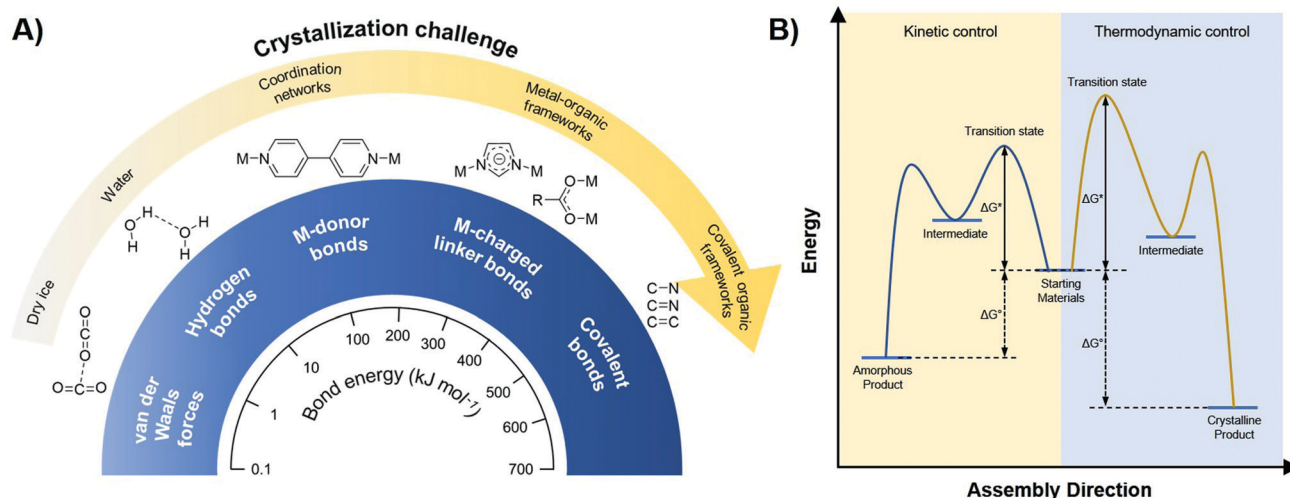 A)
Crystallization challenge
Dry ice
Water
Coordination
networks
Metal-organic
frameworks
Covalent organic
frameworks
O=C=O
O=C=O
H
O
H
H
O
H
M–N
N–M
M
N
⊖
N
M
R
O–M
O–M
C–N
C=N
C=C
van der
Waals
forces
Hydrogen
bonds
M-donor
bonds
M-charged
linker bonds
Covalent
bonds
0.1
1
10
100
200
300
400
500
600
700
Bond energy (kJ mol-1)
B)
Kinetic control
Thermodynamic control
Transition state
Transition state
ΔG*
ΔG*
Intermediate
Intermediate
Starting
Materials
ΔG°
ΔG°
Amorphous
Product
Crystalline
Product
Energy
Assembly Direction